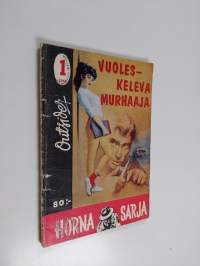 1
VUOLES-
KELEVA
MURHAAJA
Outsider
80:-
HORNA SARJA